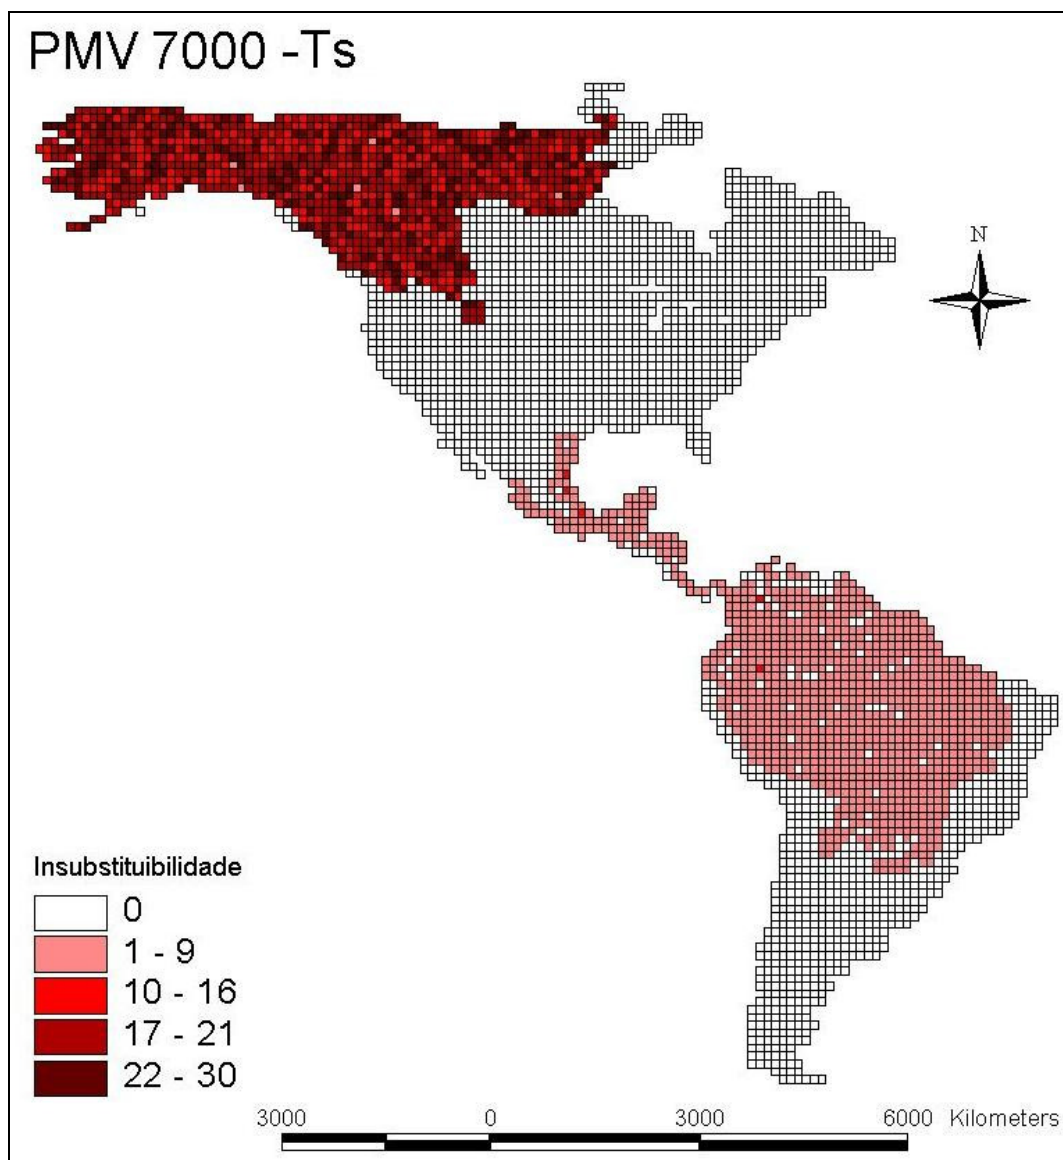 PMV 7000 -Ts
N
Insubstituibilidade
0
1 - 9
10 - 16
17 - 21
22 - 30
3000 0 3000 6000 Kilometers